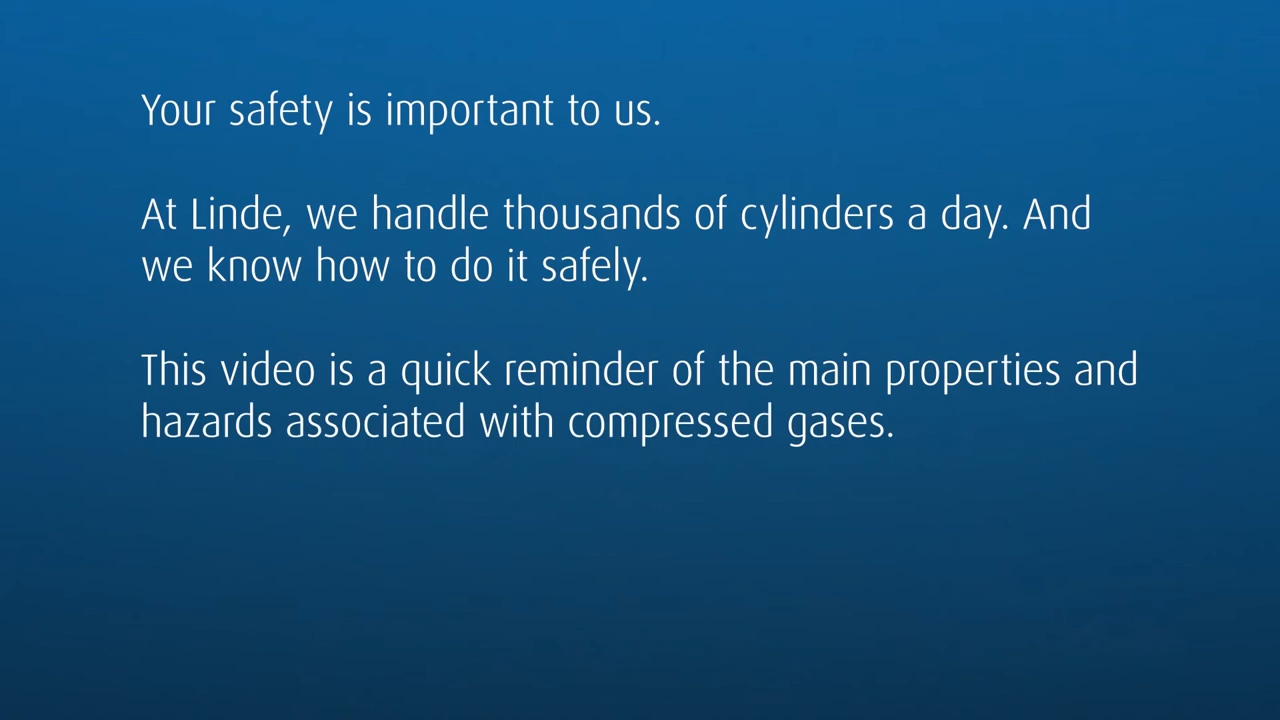 Your safety is important to us.
At Linde, we handle thousands of cylinders a day. And
we know how to do it safely.
This video is a quick reminder of the main properties and
hazards associated with compressed gases.